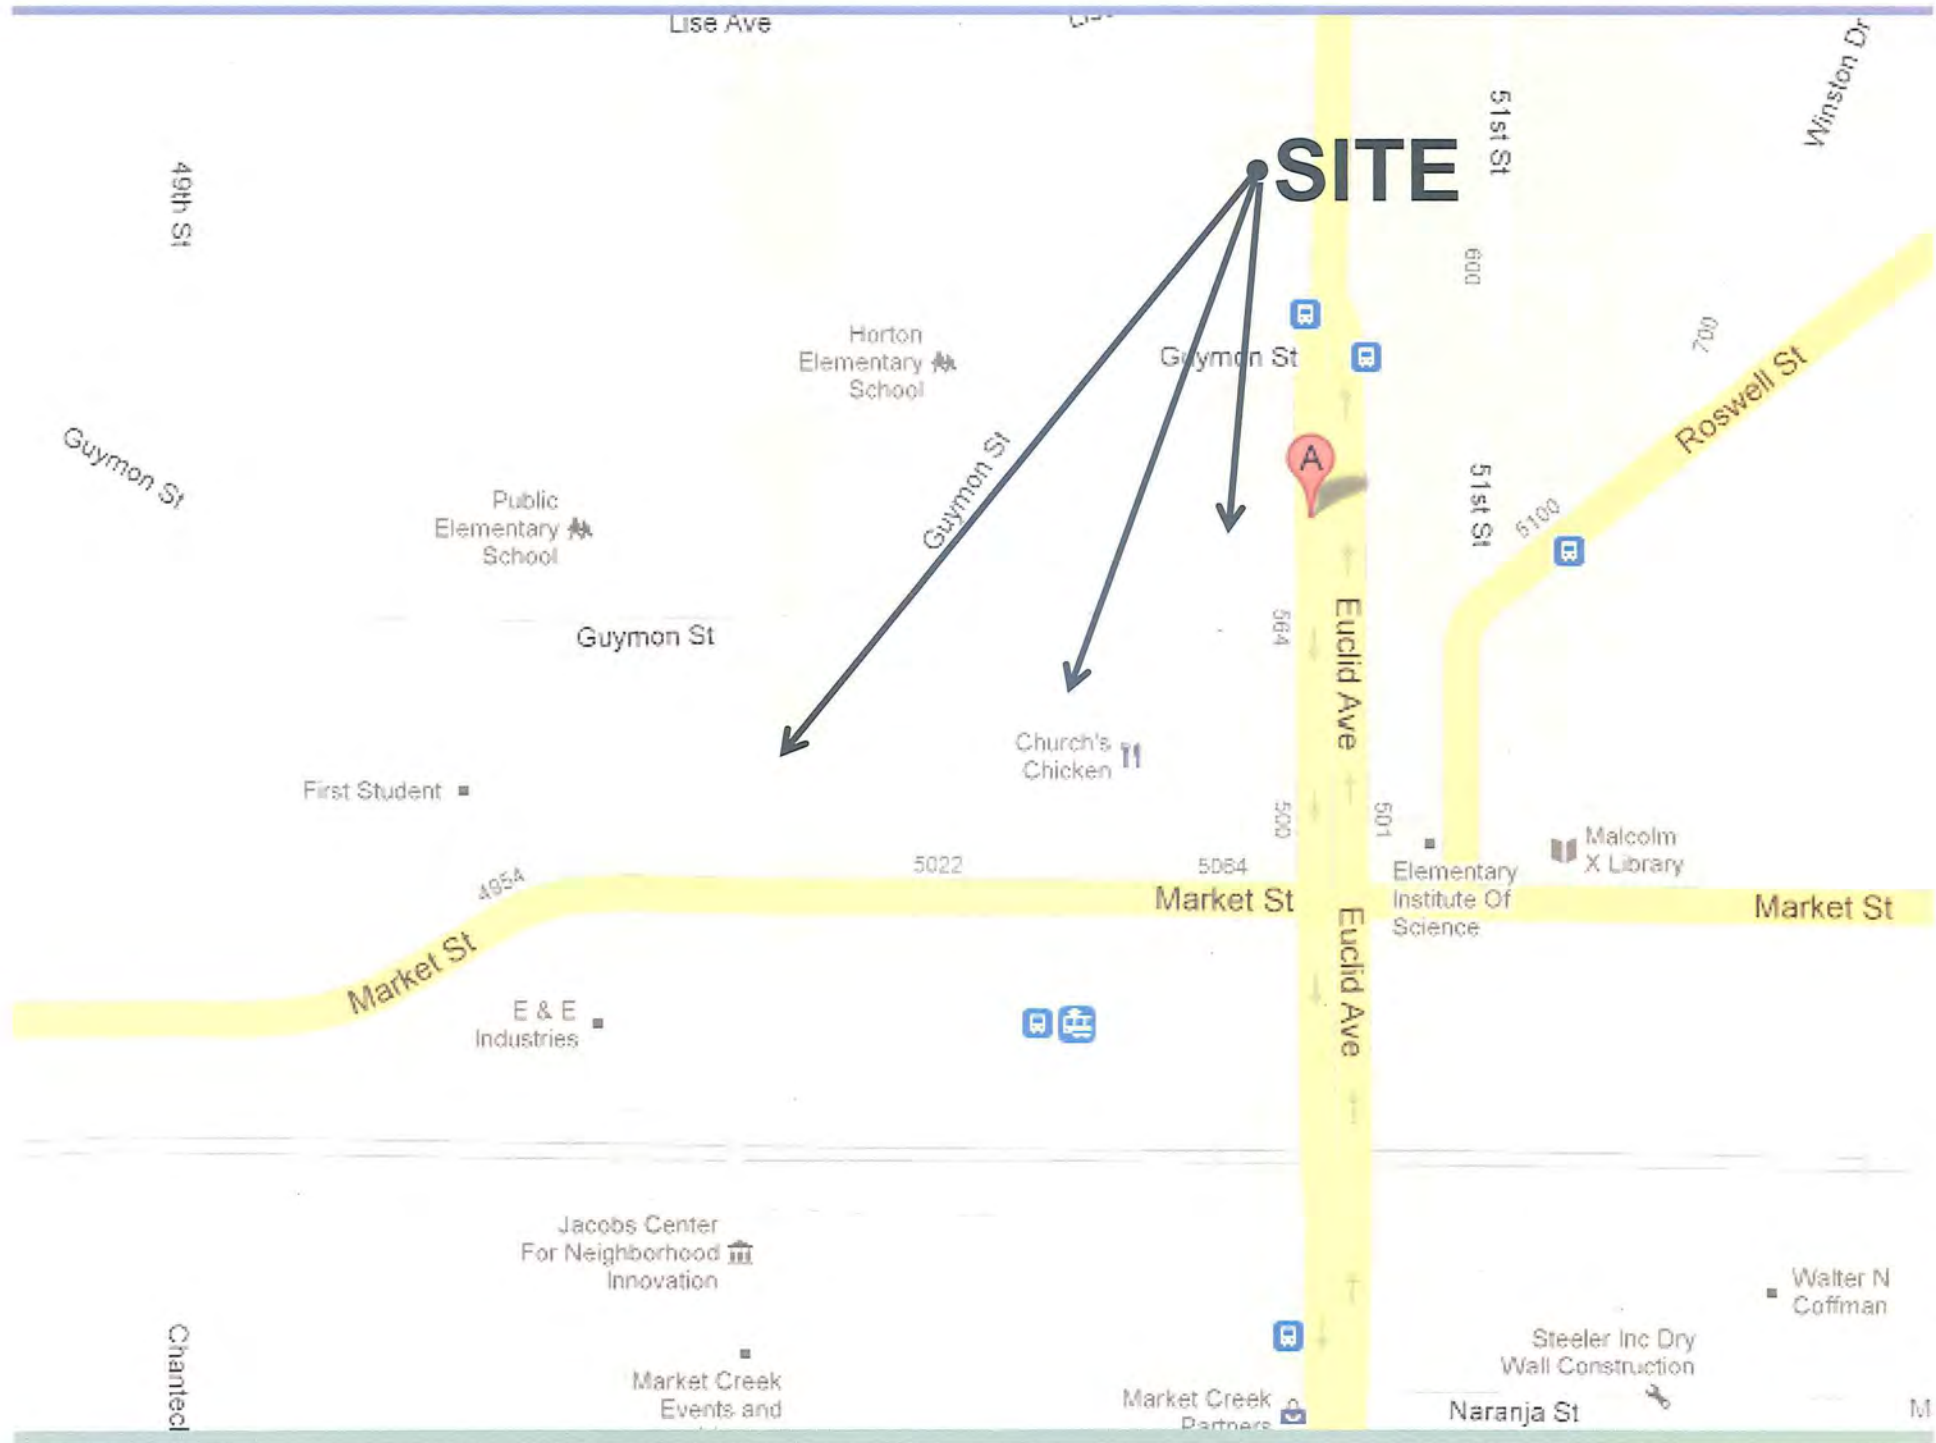 Lise Ave
51st St
Winston Dr
SITE
49th St
600
Horton
Elementary
School
Guymon St
700
Roswell St
Guymon St
Guymon St
A
51st St
5100
Public
Elementary
School
Guymon St
564
Euclid Ave
Church's
Chicken
First Student
500
501
Malcolm
X Library
4954
5022
5064
Elementary
Institute Of
Science
Market St
Market St
Market St
Euclid Ave
E & E
Industries
Jacobs Center
For Neighborhood
Innovation
Walter N
Coffman
Chantecl
Steeler Inc Dry
Wall Construction
Market Creek
Events and
Market Creek
Partners
Naranja St
M